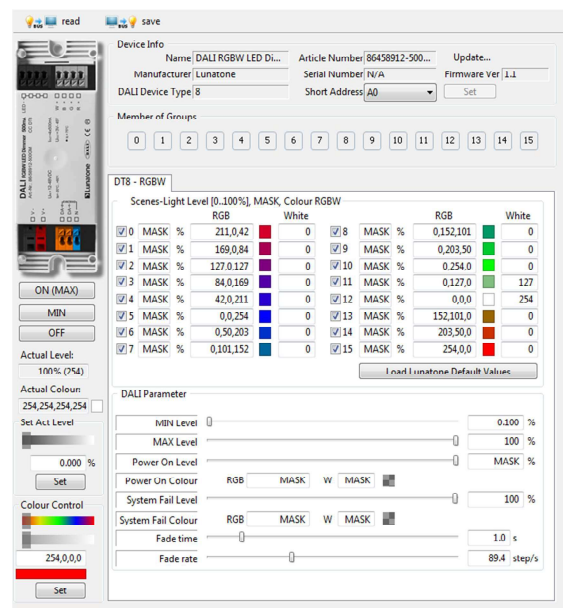 read save
Device Info
Name DALI RGBW LED Di... Article Number 86458912-500... Update...
Manufacturer Lunatone Serial Number N/A Firmware Ver 1.1
DALI Device Type 8 Short Address A0 Set
Member of Groups
0 1 2 3 4 5 6 7 8 9 10 11 12 13 14 15
DT8 - RGBW
Scenes-Light Level [0..100%], MASK, Colour RGBW
RGB White RGB White
0 MASK % 211,0,42 0 8 MASK % 0,152,101 0
1 MASK % 169,0,84 0 9 MASK % 0,203,50 0
2 MASK % 127,0,127 0 10 MASK % 0,254,0 0
3 MASK % 84,0,169 0 11 MASK % 0,127,0 127
4 MASK % 42,0,211 0 12 MASK % 0,0,0 254
5 MASK % 0,0,254 0 13 MASK % 152,101,0 0
6 MASK % 0,50,203 0 14 MASK % 203,50,0 0
7 MASK % 0,101,152 0 15 MASK % 254,0,0 0
Load Lunatone Default Values
DALI Parameter
MIN Level 0.100 %
MAX Level 100 %
Power On Level MASK %
Power On Colour RGB MASK W MASK
System Fail Level 100 %
System Fail Colour RGB MASK W MASK
Fade time 1.0 s
Fade rate 89.4 step/s
DALI RGBW LED Dimmer
Lunatone
ON (MAX)
MIN
OFF
Actual Level:
100% (254)
Actual Colour:
254,254,254,254
Set Act Level
0.000 %
Set
Colour Control
254,0,0,0
Set